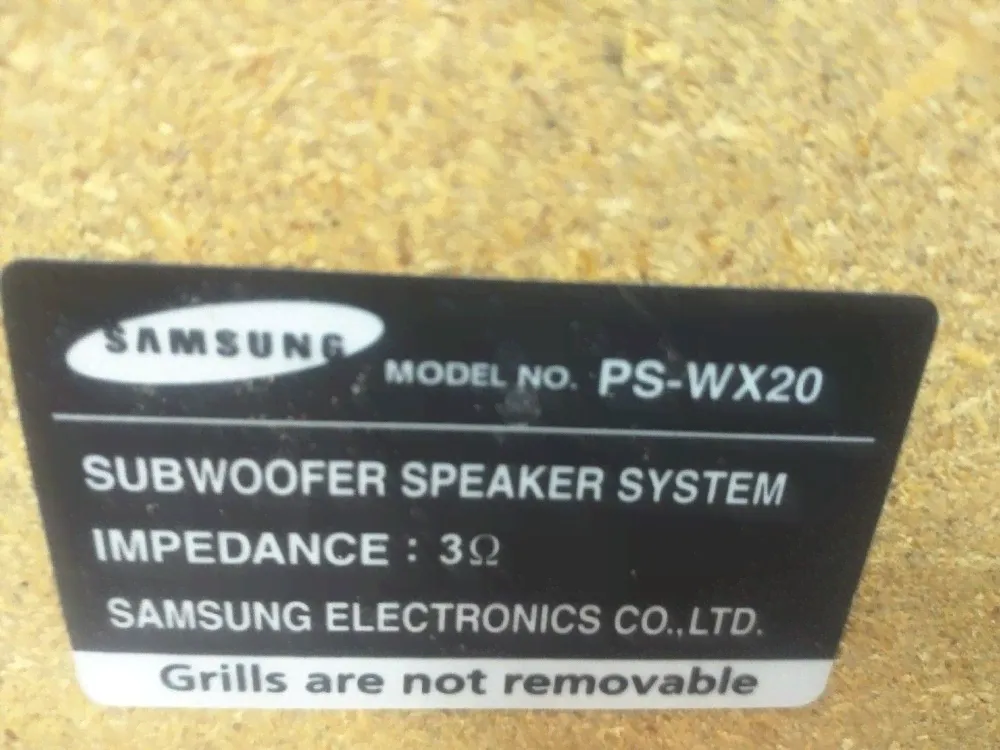 SAMSUNG
MODEL NO. PS-WX20
SUBWOOFER SPEAKER SYSTEM
IMPEDANCE : 3Ω
SAMSUNG ELECTRONICS CO.,LTD.
Grills are not removable